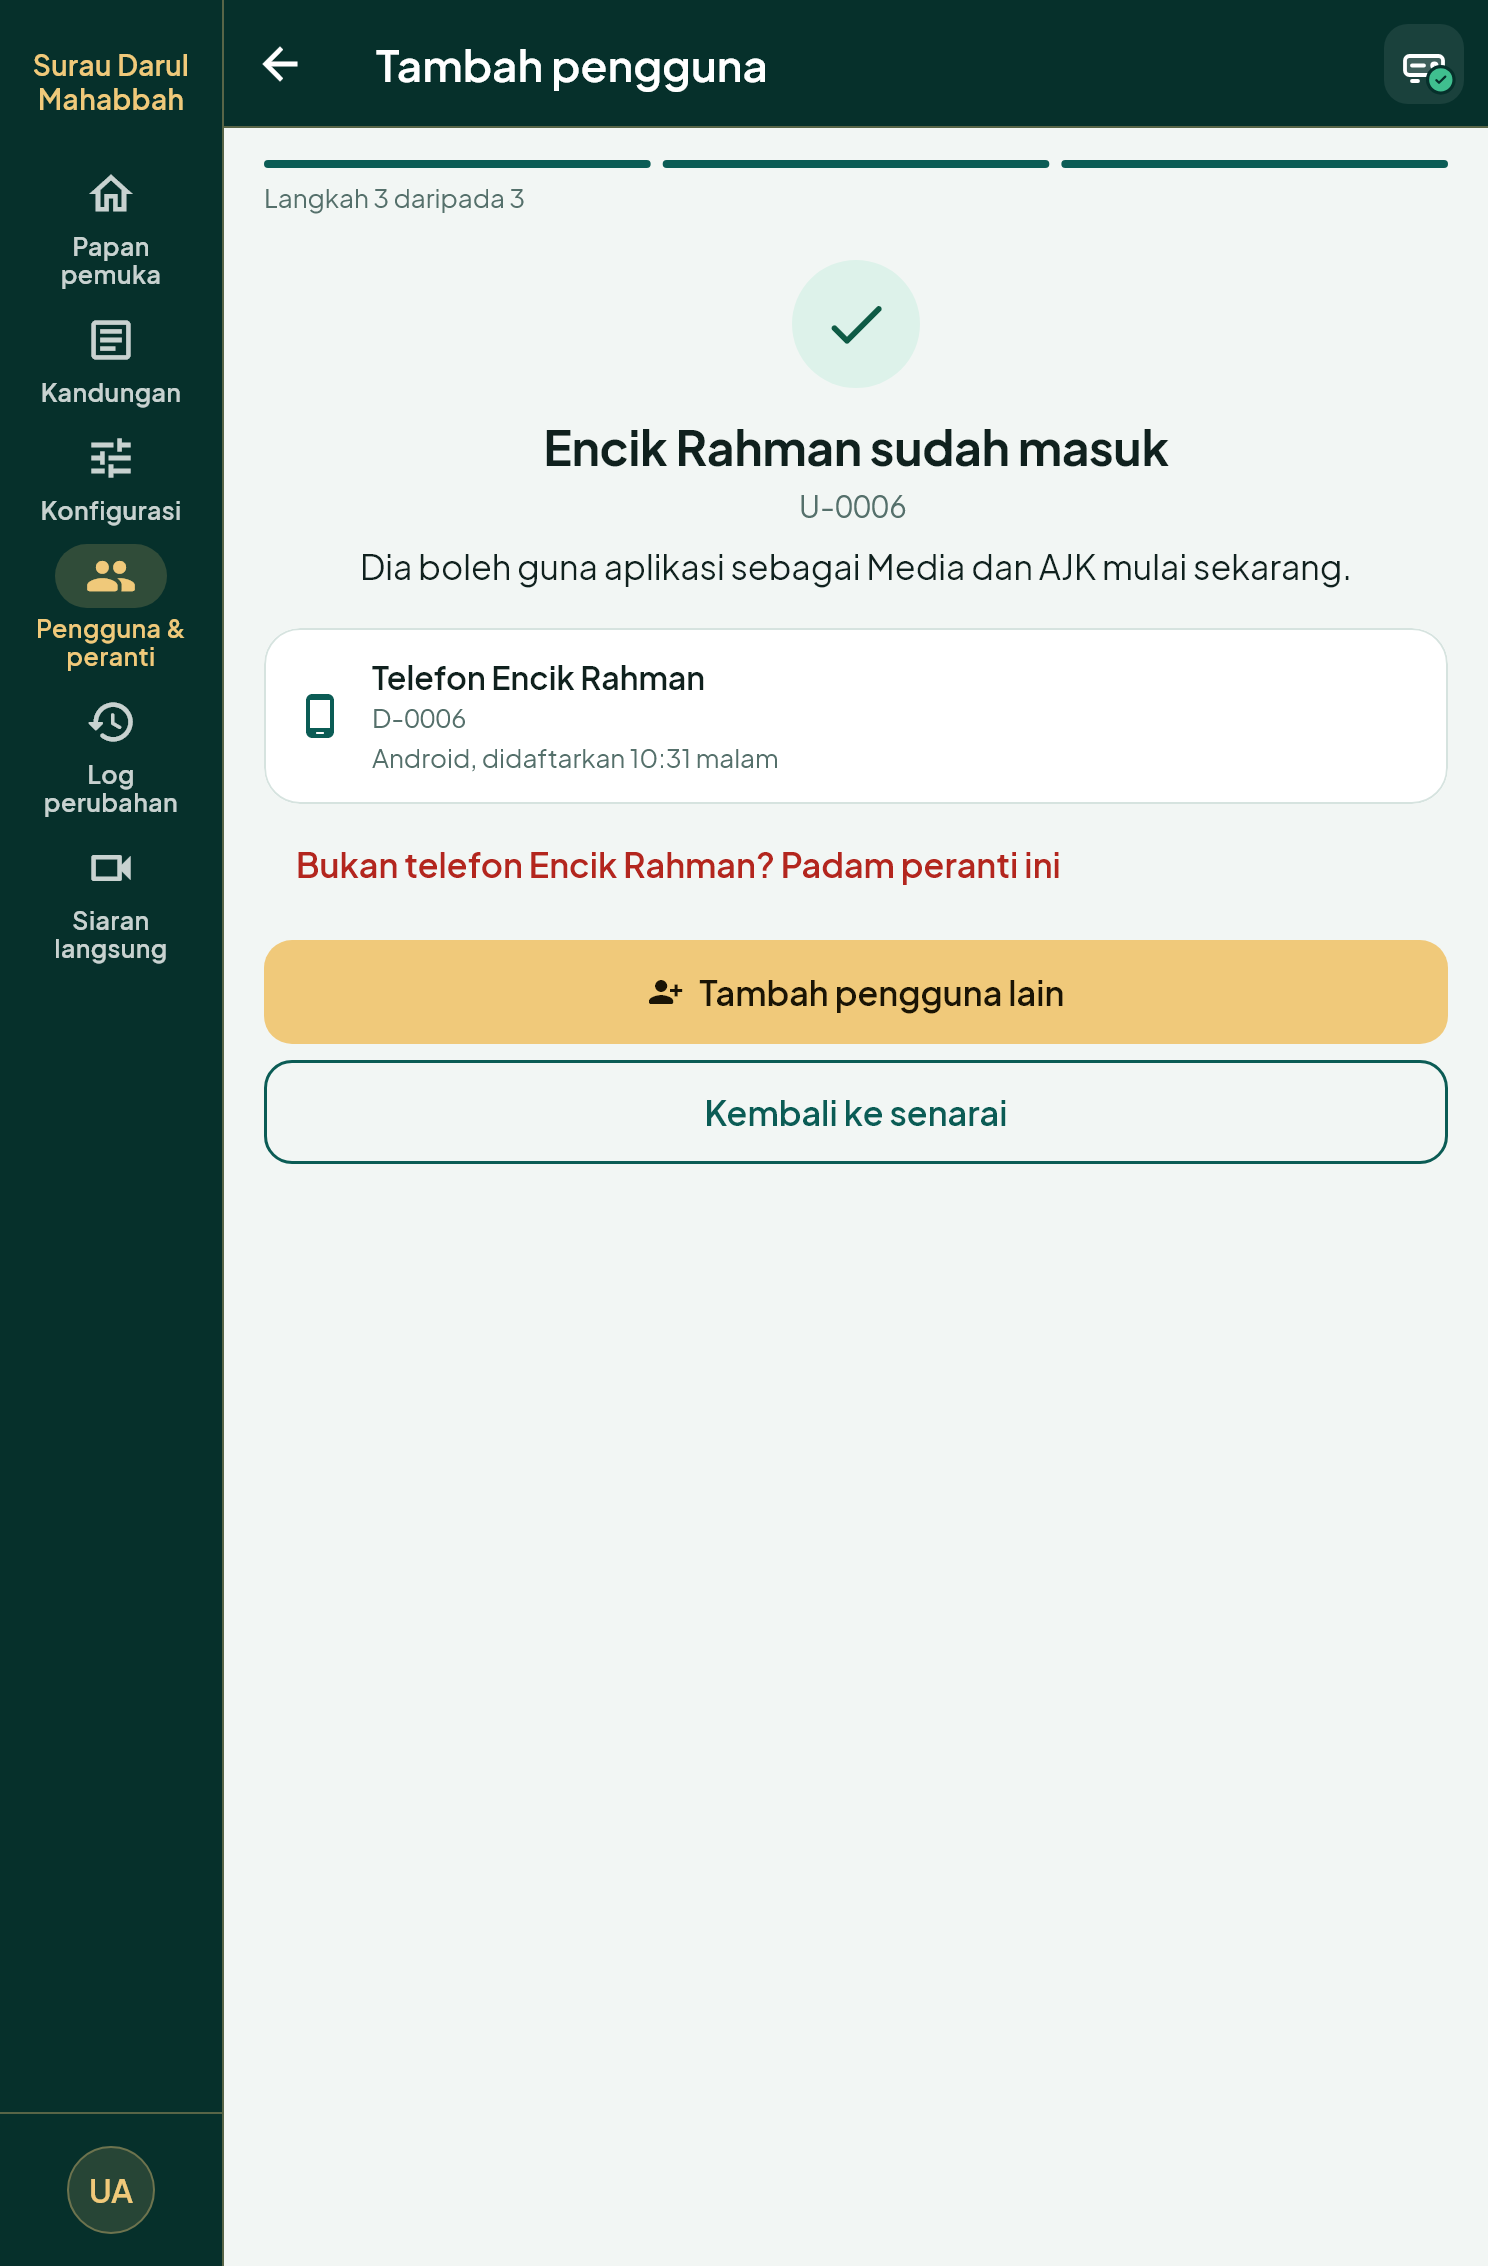 Surau Darul
Mahabbah
Papan
pemuka
Kandungan
Konfigurasi
Pengguna &
peranti
Log
perubahan
Siaran
langsung
UA
Tambah pengguna
Langkah 3 daripada 3
Encik Rahman sudah masuk
U-0006
Dia boleh guna aplikasi sebagai Media dan AJK mulai sekarang.
Telefon Encik Rahman
D-0006
Android, didaftarkan 10:31 malam
Bukan telefon Encik Rahman? Padam peranti ini
Tambah pengguna lain
Kembali ke senarai